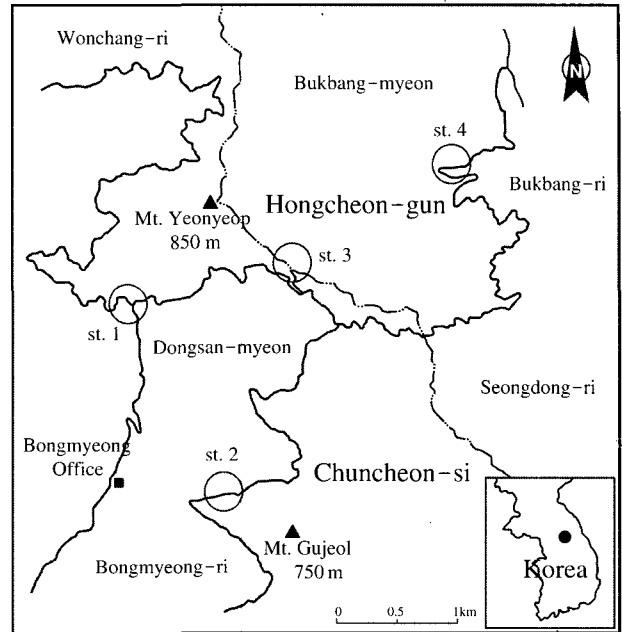 Wonchang-ri
Bukbang-myeon
N
st. 4
Bukbang-ri
Hongcheon-gun
Mt. Yeonyeop
850 m
st. 3
st. 1
Dongsan-myeon
Seongdong-ri
Bongmyeong
Office
st. 2
Chuncheon-si
Mt. Gujeol
750 m
Bongmyeong-ri
Korea
0 0.5 1km